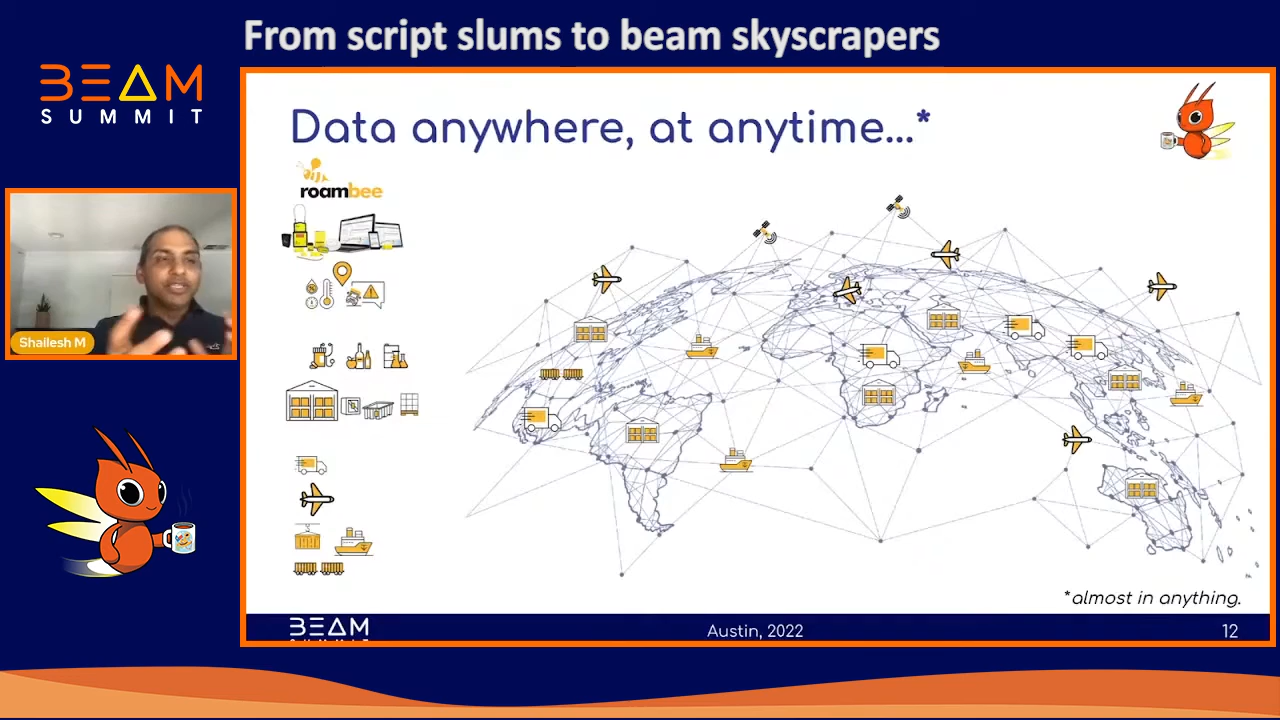 From script slums to beam skyscrapers
BEAM
SUMMIT
Data anywhere, at anytime...*
roambee
Shailesh M
*almost in anything.
BEAM
Austin, 2022
12